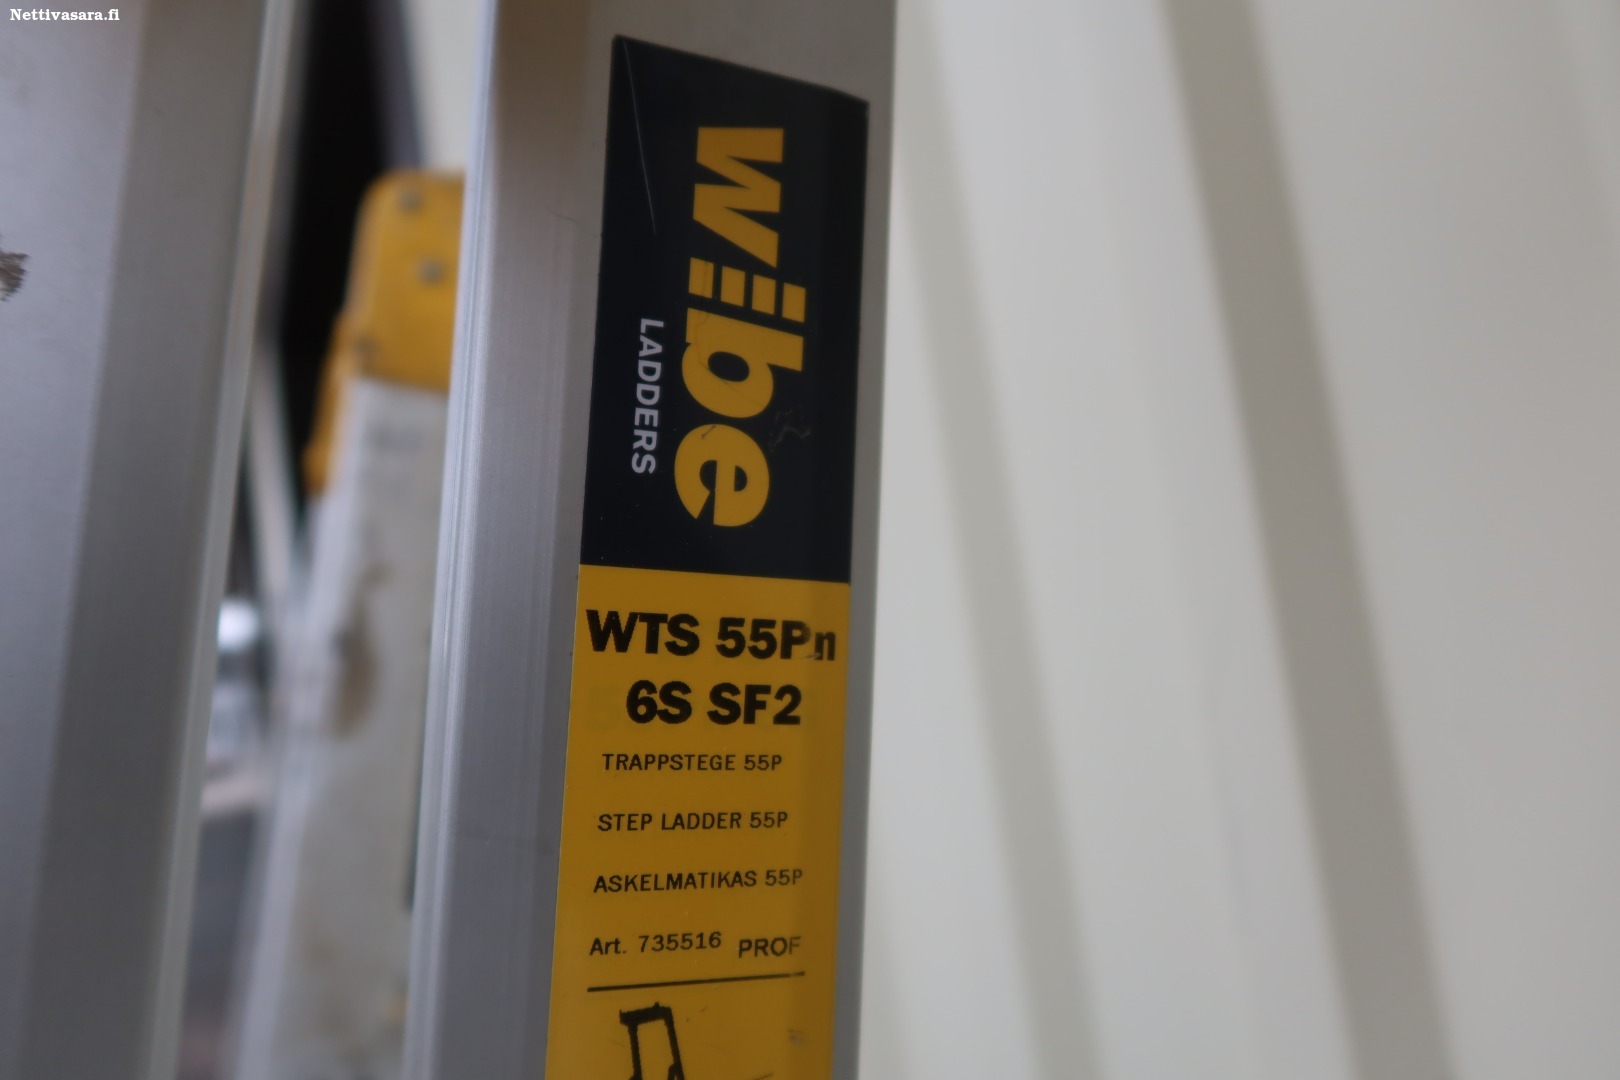 Nettivasara.fi
wibe
LADDERS
WTS 55Pn
6S SF2
TRAPPSTEGE 55P
STEP LADDER 55P
ASKELMATIKAS 55P
Art. 735516 PROF